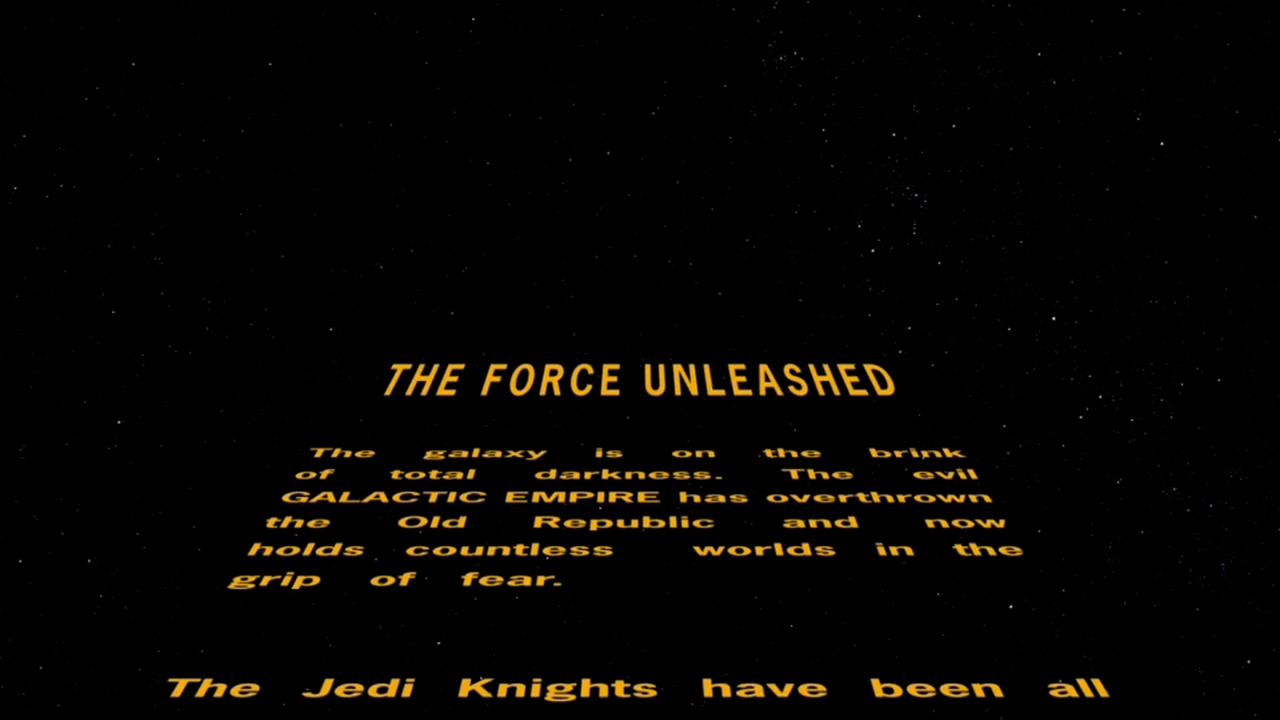 THE FORCE UNLEASHED
The galaxy is on the brink
of total darkness. The evil
GALACTIC EMPIRE has overthrown
the Old Republic and now
holds countless worlds in the
grip of fear.
The Jedi Knights have been all